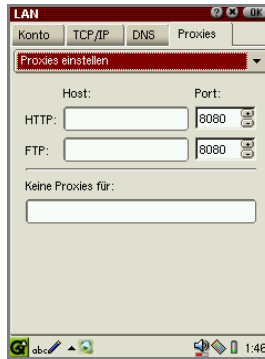 LAN ? X OK
Konto TCP/IP DNS Proxies
Proxies einstellen
Host: Port:
HTTP: 8080
FTP: 8080
Keine Proxies für:
abc 1:46